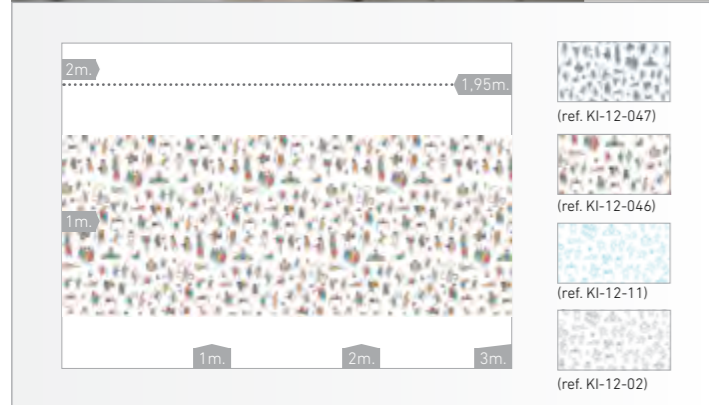 2m.
1,95m.
1m.
1m.
2m.
3m.
(ref. KI-12-047)
(ref. KI-12-046)
(ref. KI-12-11)
(ref. KI-12-02)